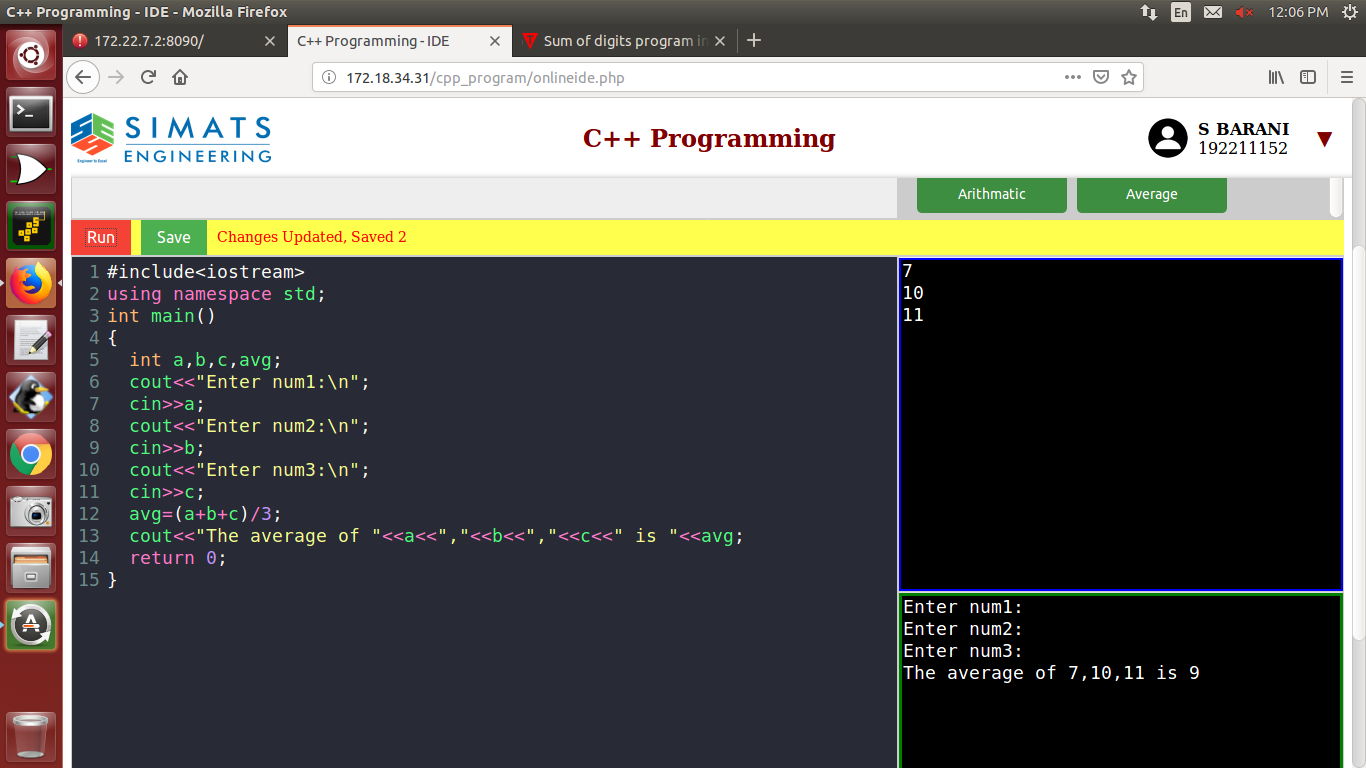 C++ Programming - IDE - Mozilla Firefox
En
12:06 PM
172.22.7.2:8090/
C++ Programming - IDE
Sum of digits program in
172.18.34.31/cpp_program/onlineide.php
SIMATS
ENGINEERING
Engineer to Excel
C++ Programming
S BARANI
192211152
Arithmatic
Average
Run
Save
Changes Updated, Saved 2
1 #include<iostream>
2 using namespace std;
3 int main()
4 {
5   int a,b,c,avg;
6   cout<<"Enter num1:\n";
7   cin>>a;
8   cout<<"Enter num2:\n";
9   cin>>b;
10   cout<<"Enter num3:\n";
11   cin>>c;
12   avg=(a+b+c)/3;
13   cout<<"The average of "<<a<<","<<b<<","<<c<<" is "<<avg;
14   return 0;
15 }
7
10
11
Enter num1:
Enter num2:
Enter num3:
The average of 7,10,11 is 9